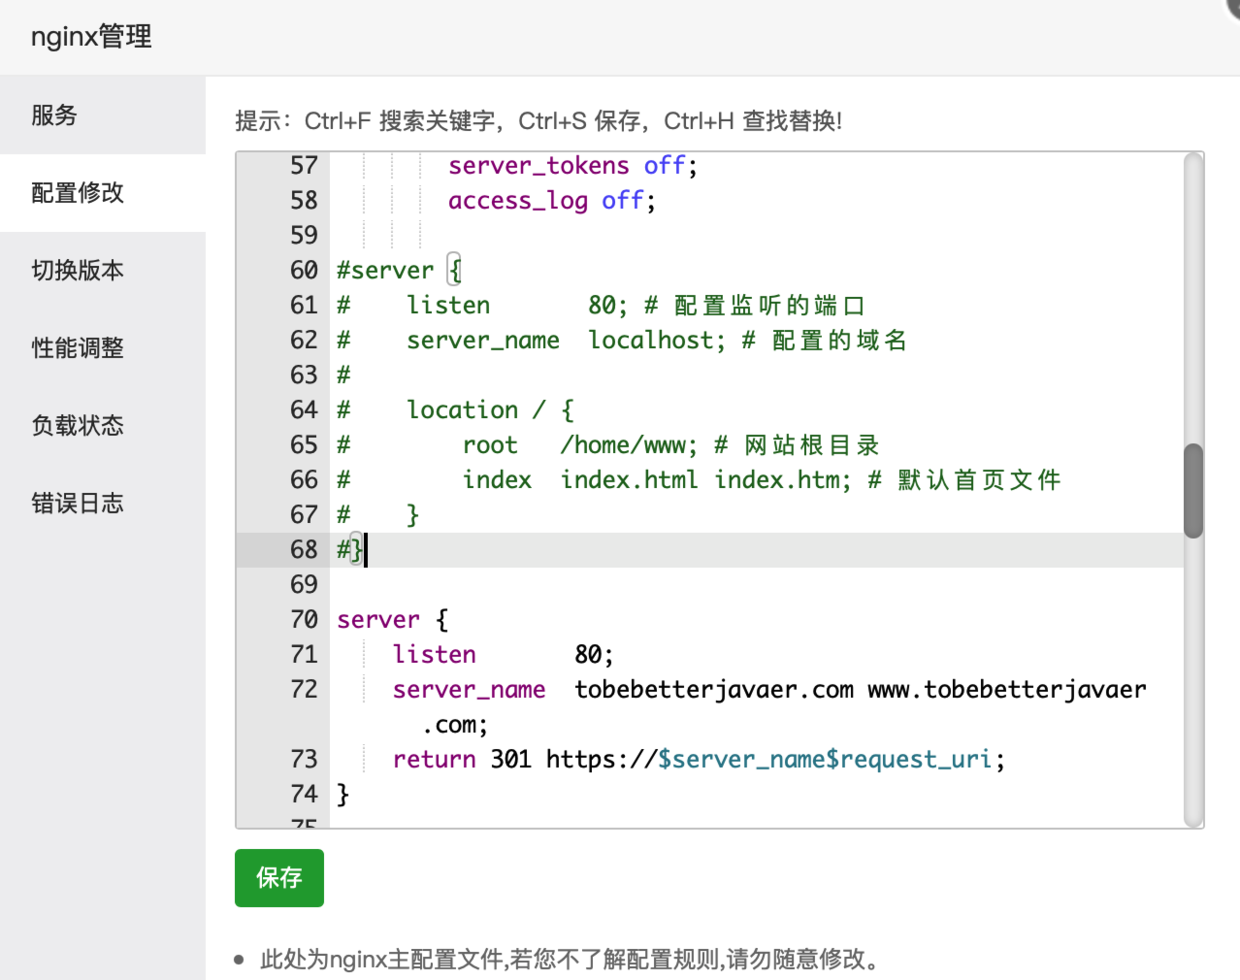 nginx管理
服务
配置修改
切换版本
性能调整
负载状态
错误日志
提示：Ctrl+F 搜索关键字，Ctrl+S 保存，Ctrl+H 查找替换!
57 server_tokens off;
58 access_log off;
59
60 #server {
61 #    listen       80; # 配置监听的端口
62 #    server_name  localhost; # 配置的域名
63 #
64 #    location / {
65 #        root   /home/www; # 网站根目录
66 #        index  index.html index.htm; # 默认首页文件
67 #    }
68 #}
69
70 server {
71     listen       80;
72     server_name  tobebetterjavaer.com www.tobebetterjavaer
.com;
73     return 301 https://$server_name$request_uri;
74 }
75
保存
● 此处为nginx主配置文件,若您不了解配置规则,请勿随意修改。